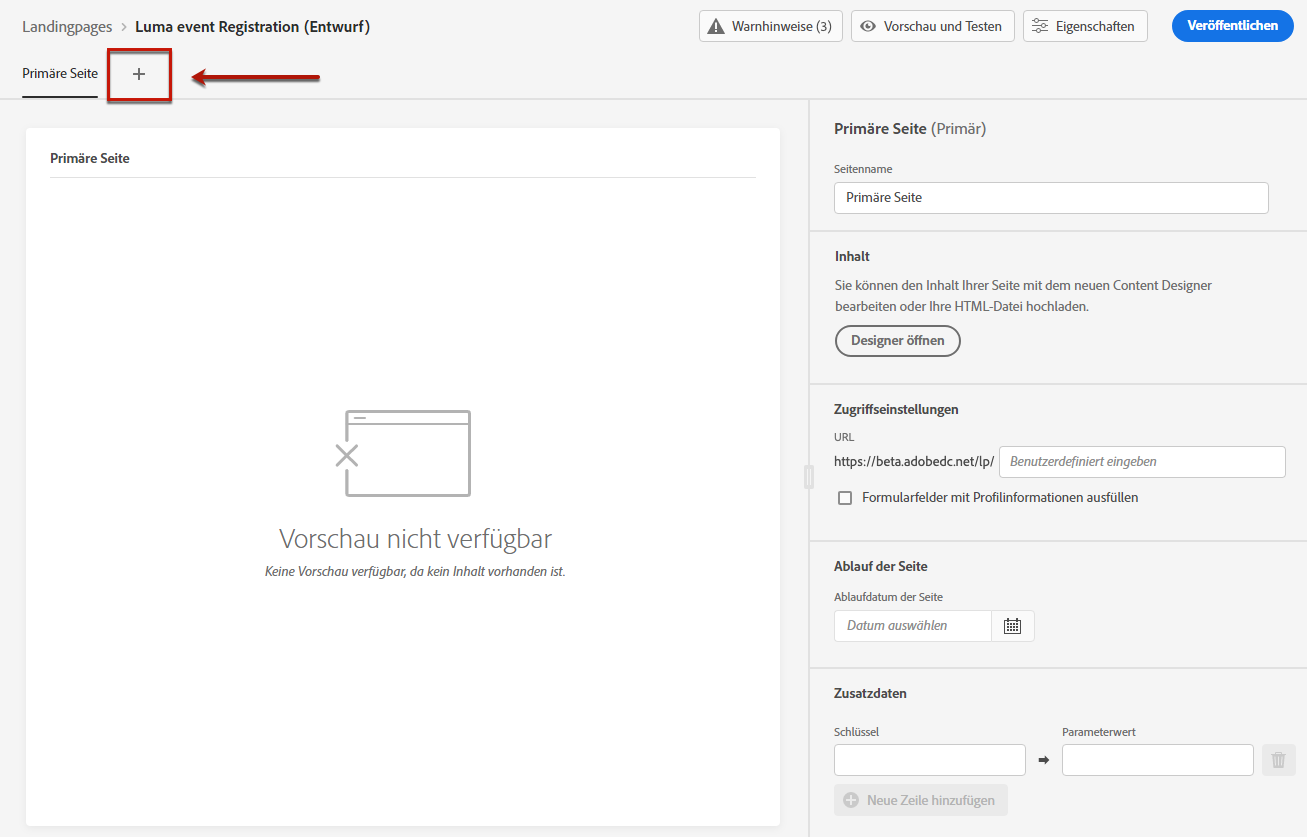 Landingpages > Luma event Registration (Entwurf)
Warnhinweise (3)
Vorschau und Testen
Eigenschaften
Veröffentlichen
Primäre Seite
+
Primäre Seite
Vorschau nicht verfügbar
Keine Vorschau verfügbar, da kein Inhalt vorhanden ist.
Primäre Seite (Primär)
Seitenname
Primäre Seite
Inhalt
Sie können den Inhalt Ihrer Seite mit dem neuen Content Designer
bearbeiten oder Ihre HTML-Datei hochladen.
Designer öffnen
Zugriffseinstellungen
URL
https://beta.adobedc.net/lp/ Benutzerdefiniert eingeben
Formularfelder mit Profilinformationen ausfüllen
Ablauf der Seite
Ablaufdatum der Seite
Datum auswählen
Zusatzdaten
Schlüssel Parameterwert
Neue Zeile hinzufügen